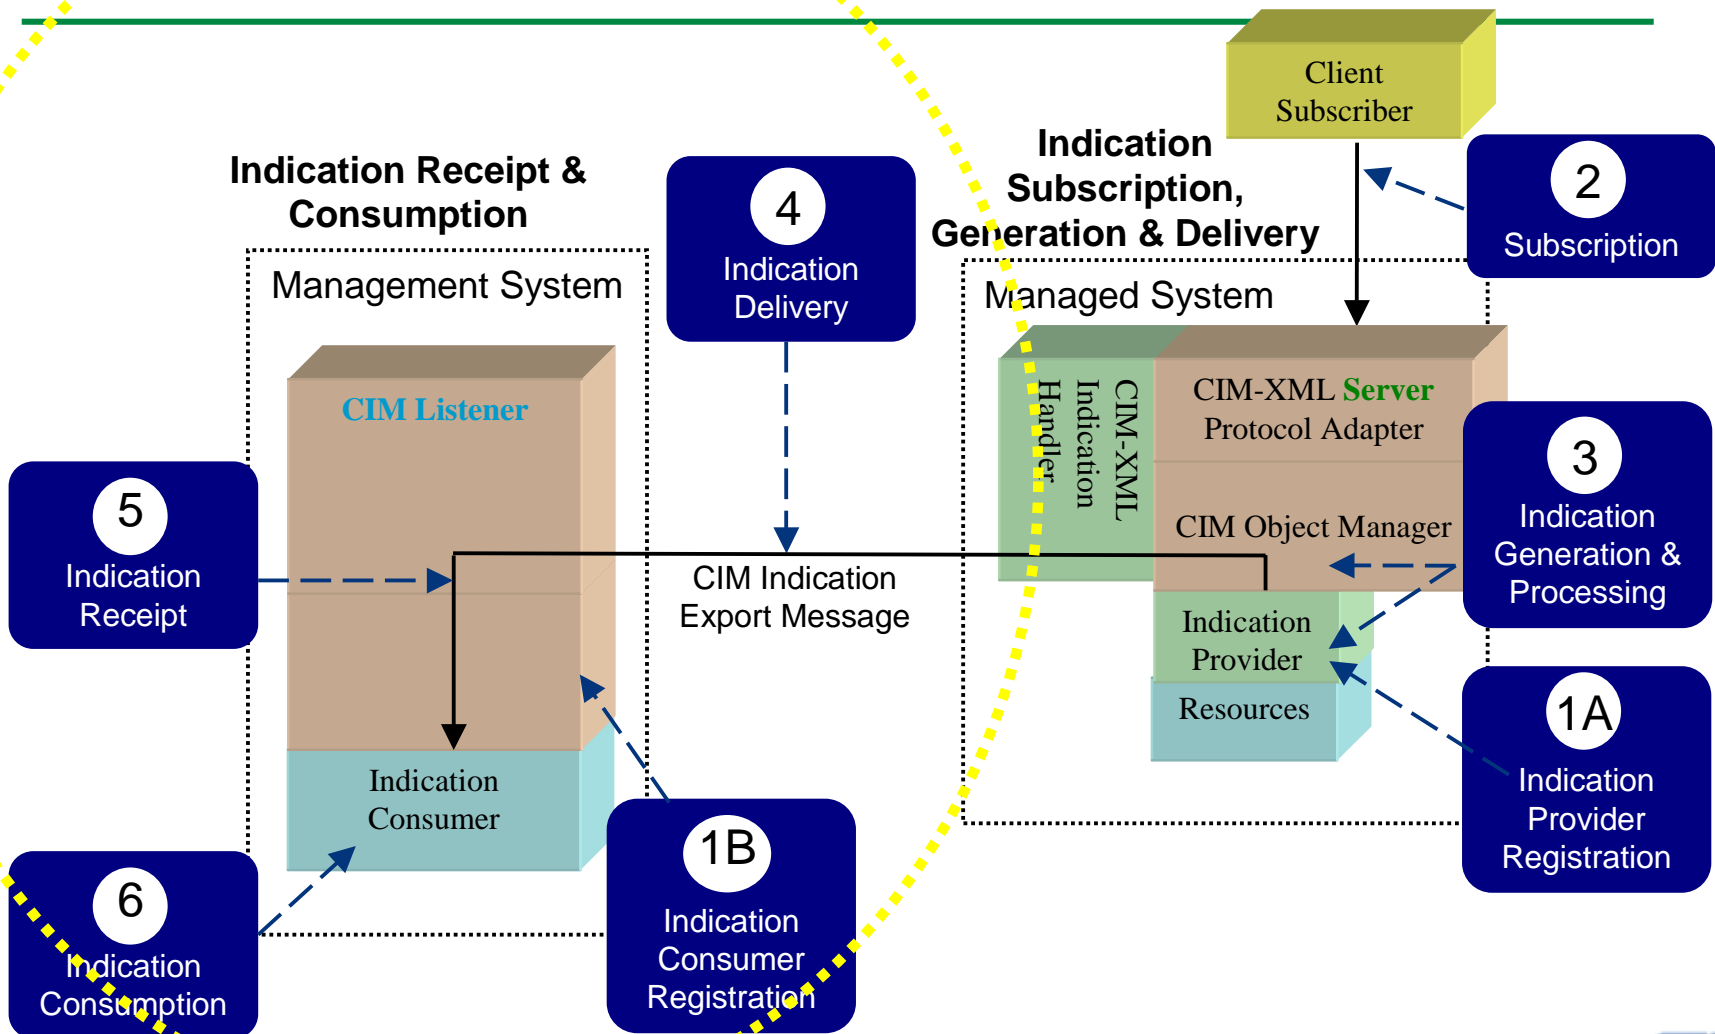 Client
Subscriber
Indication Receipt &
Consumption
4
Indication
Delivery
Indication
Subscription,
Generation & Delivery
2
Subscription
Management System
Managed System
CIM Listener
CIM-XML
Indication
Handler
CIM-XML Server
Protocol Adapter
CIM Object Manager
3
Indication
Generation &
Processing
5
Indication
Receipt
CIM Indication
Export Message
Indication
Provider
Resources
1A
Indication
Provider
Registration
Indication
Consumer
1B
Indication
Consumer
Registration
6
Indication
Consumption